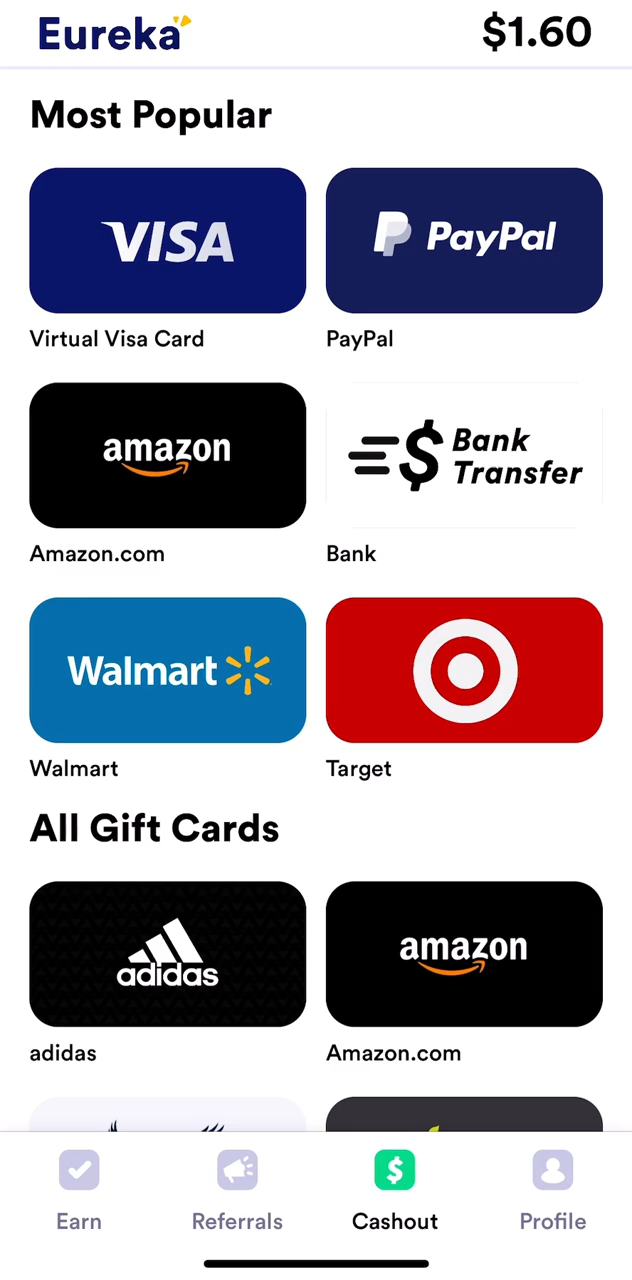 Eureka
$1.60
Most Popular
VISA
PayPal
Virtual Visa Card
PayPal
amazon
Bank
Transfer
Amazon.com
Bank
Walmart
Walmart
Target
All Gift Cards
adidas
amazon
adidas
Amazon.com
Earn
Referrals
Cashout
Profile